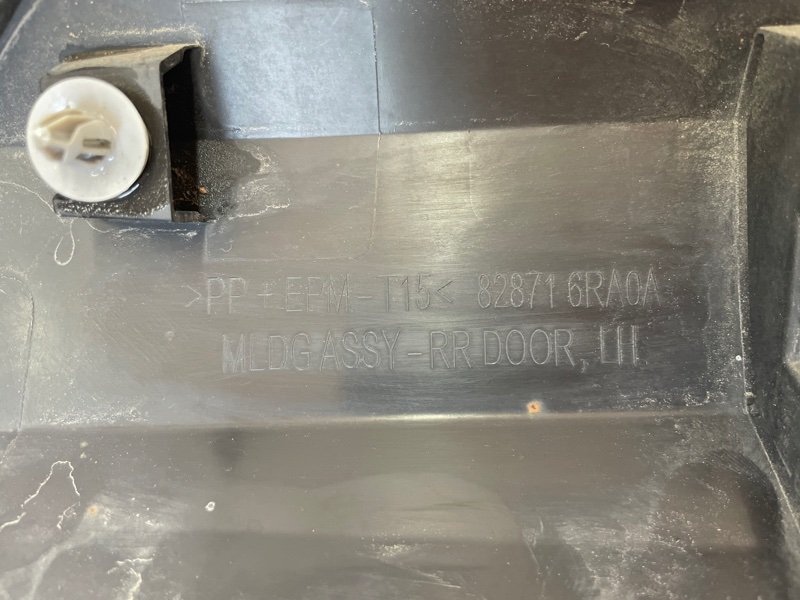 >PP+EPM-T15< 82871 6RA0A
MLDG ASSY-RR DOOR, LH